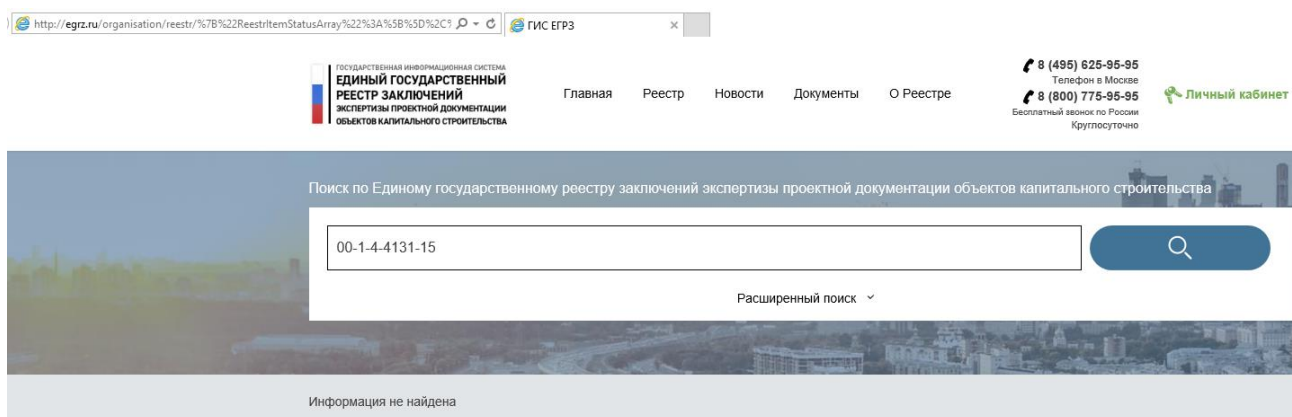 http://egrz.ru/organisation/reestr/%7B%22ReestrItemStatusArray%22%3A%5B%5D%2C%
ГИС ЕГРЗ
ГОСУДАРСТВЕННАЯ ИНФОРМАЦИОННАЯ СИСТЕМА
ЕДИНЫЙ ГОСУДАРСТВЕННЫЙ
РЕЕСТР ЗАКЛЮЧЕНИЙ
ЭКСПЕРТИЗЫ ПРОЕКТНОЙ ДОКУМЕНТАЦИИ
ОБЪЕКТОВ КАПИТАЛЬНОГО СТРОИТЕЛЬСТВА
Главная Реестр Новости Документы О Реестре
8 (495) 625-95-95
Телефон в Москве
8 (800) 775-95-95
Бесплатный звонок по России
Круглосуточно
Личный кабинет
Поиск по Единому государственному реестру заключений экспертизы проектной документации объектов капитального строительства
00-1-4-4131-15
Расширенный поиск
Информация не найдена